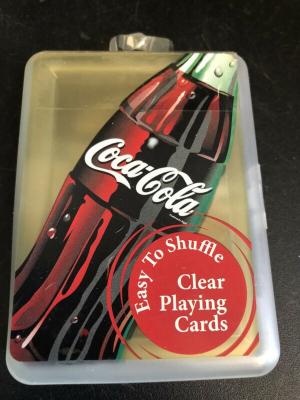 Coca-Cola
Easy To Shuffle
Clear
Playing
Cards